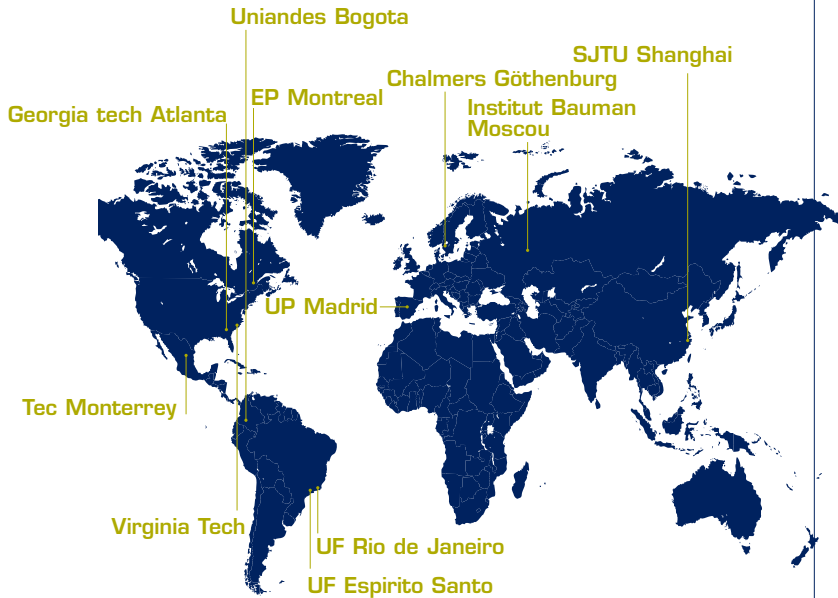 Uniandes Bogota
SJTU Shanghai
Chalmers Göthenburg
EP Montreal
Institut Bauman
Moscou
Georgia tech Atlanta
UP Madrid
Tec Monterrey
Virginia Tech
UF Rio de Janeiro
UF Espirito Santo